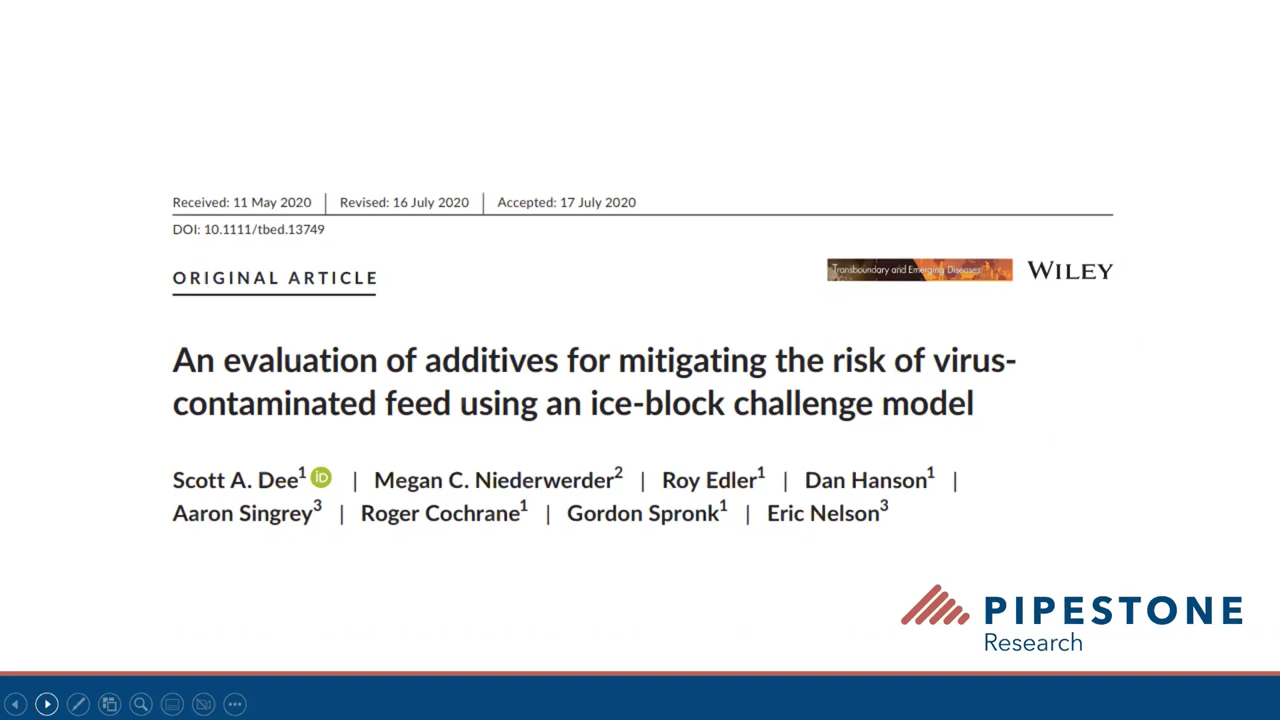 Received: 11 May 2020 | Revised: 16 July 2020 | Accepted: 17 July 2020
DOI: 10.1111/tbed.13749
ORIGINAL ARTICLE
Transboundary and Emerging Diseases WILEY
An evaluation of additives for mitigating the risk of virus-
contaminated feed using an ice-block challenge model
Scott A. Dee1 iD | Megan C. Niederwerder2 | Roy Edler1 | Dan Hanson1 |
Aaron Singrey3 | Roger Cochrane1 | Gordon Spronk1 | Eric Nelson3
PIPESTONE
Research